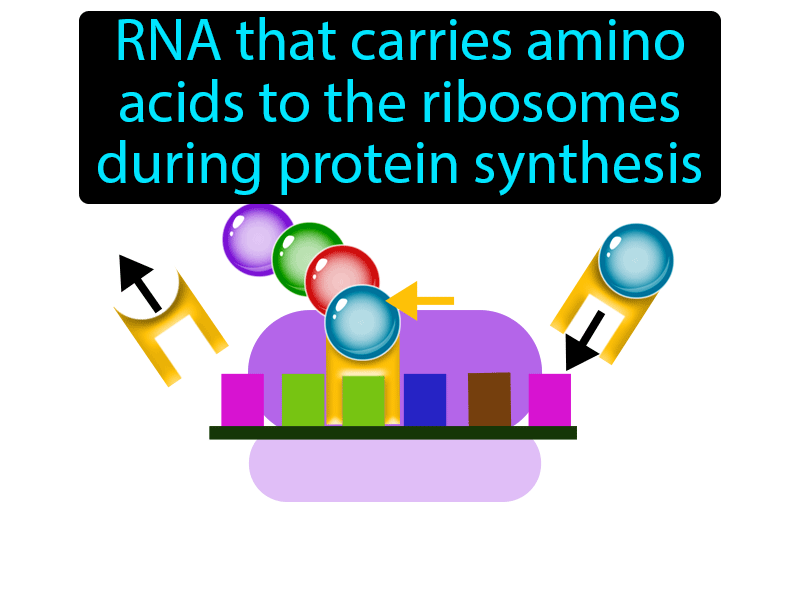 RNA that carries amino
acids to the ribosomes
during protein synthesis